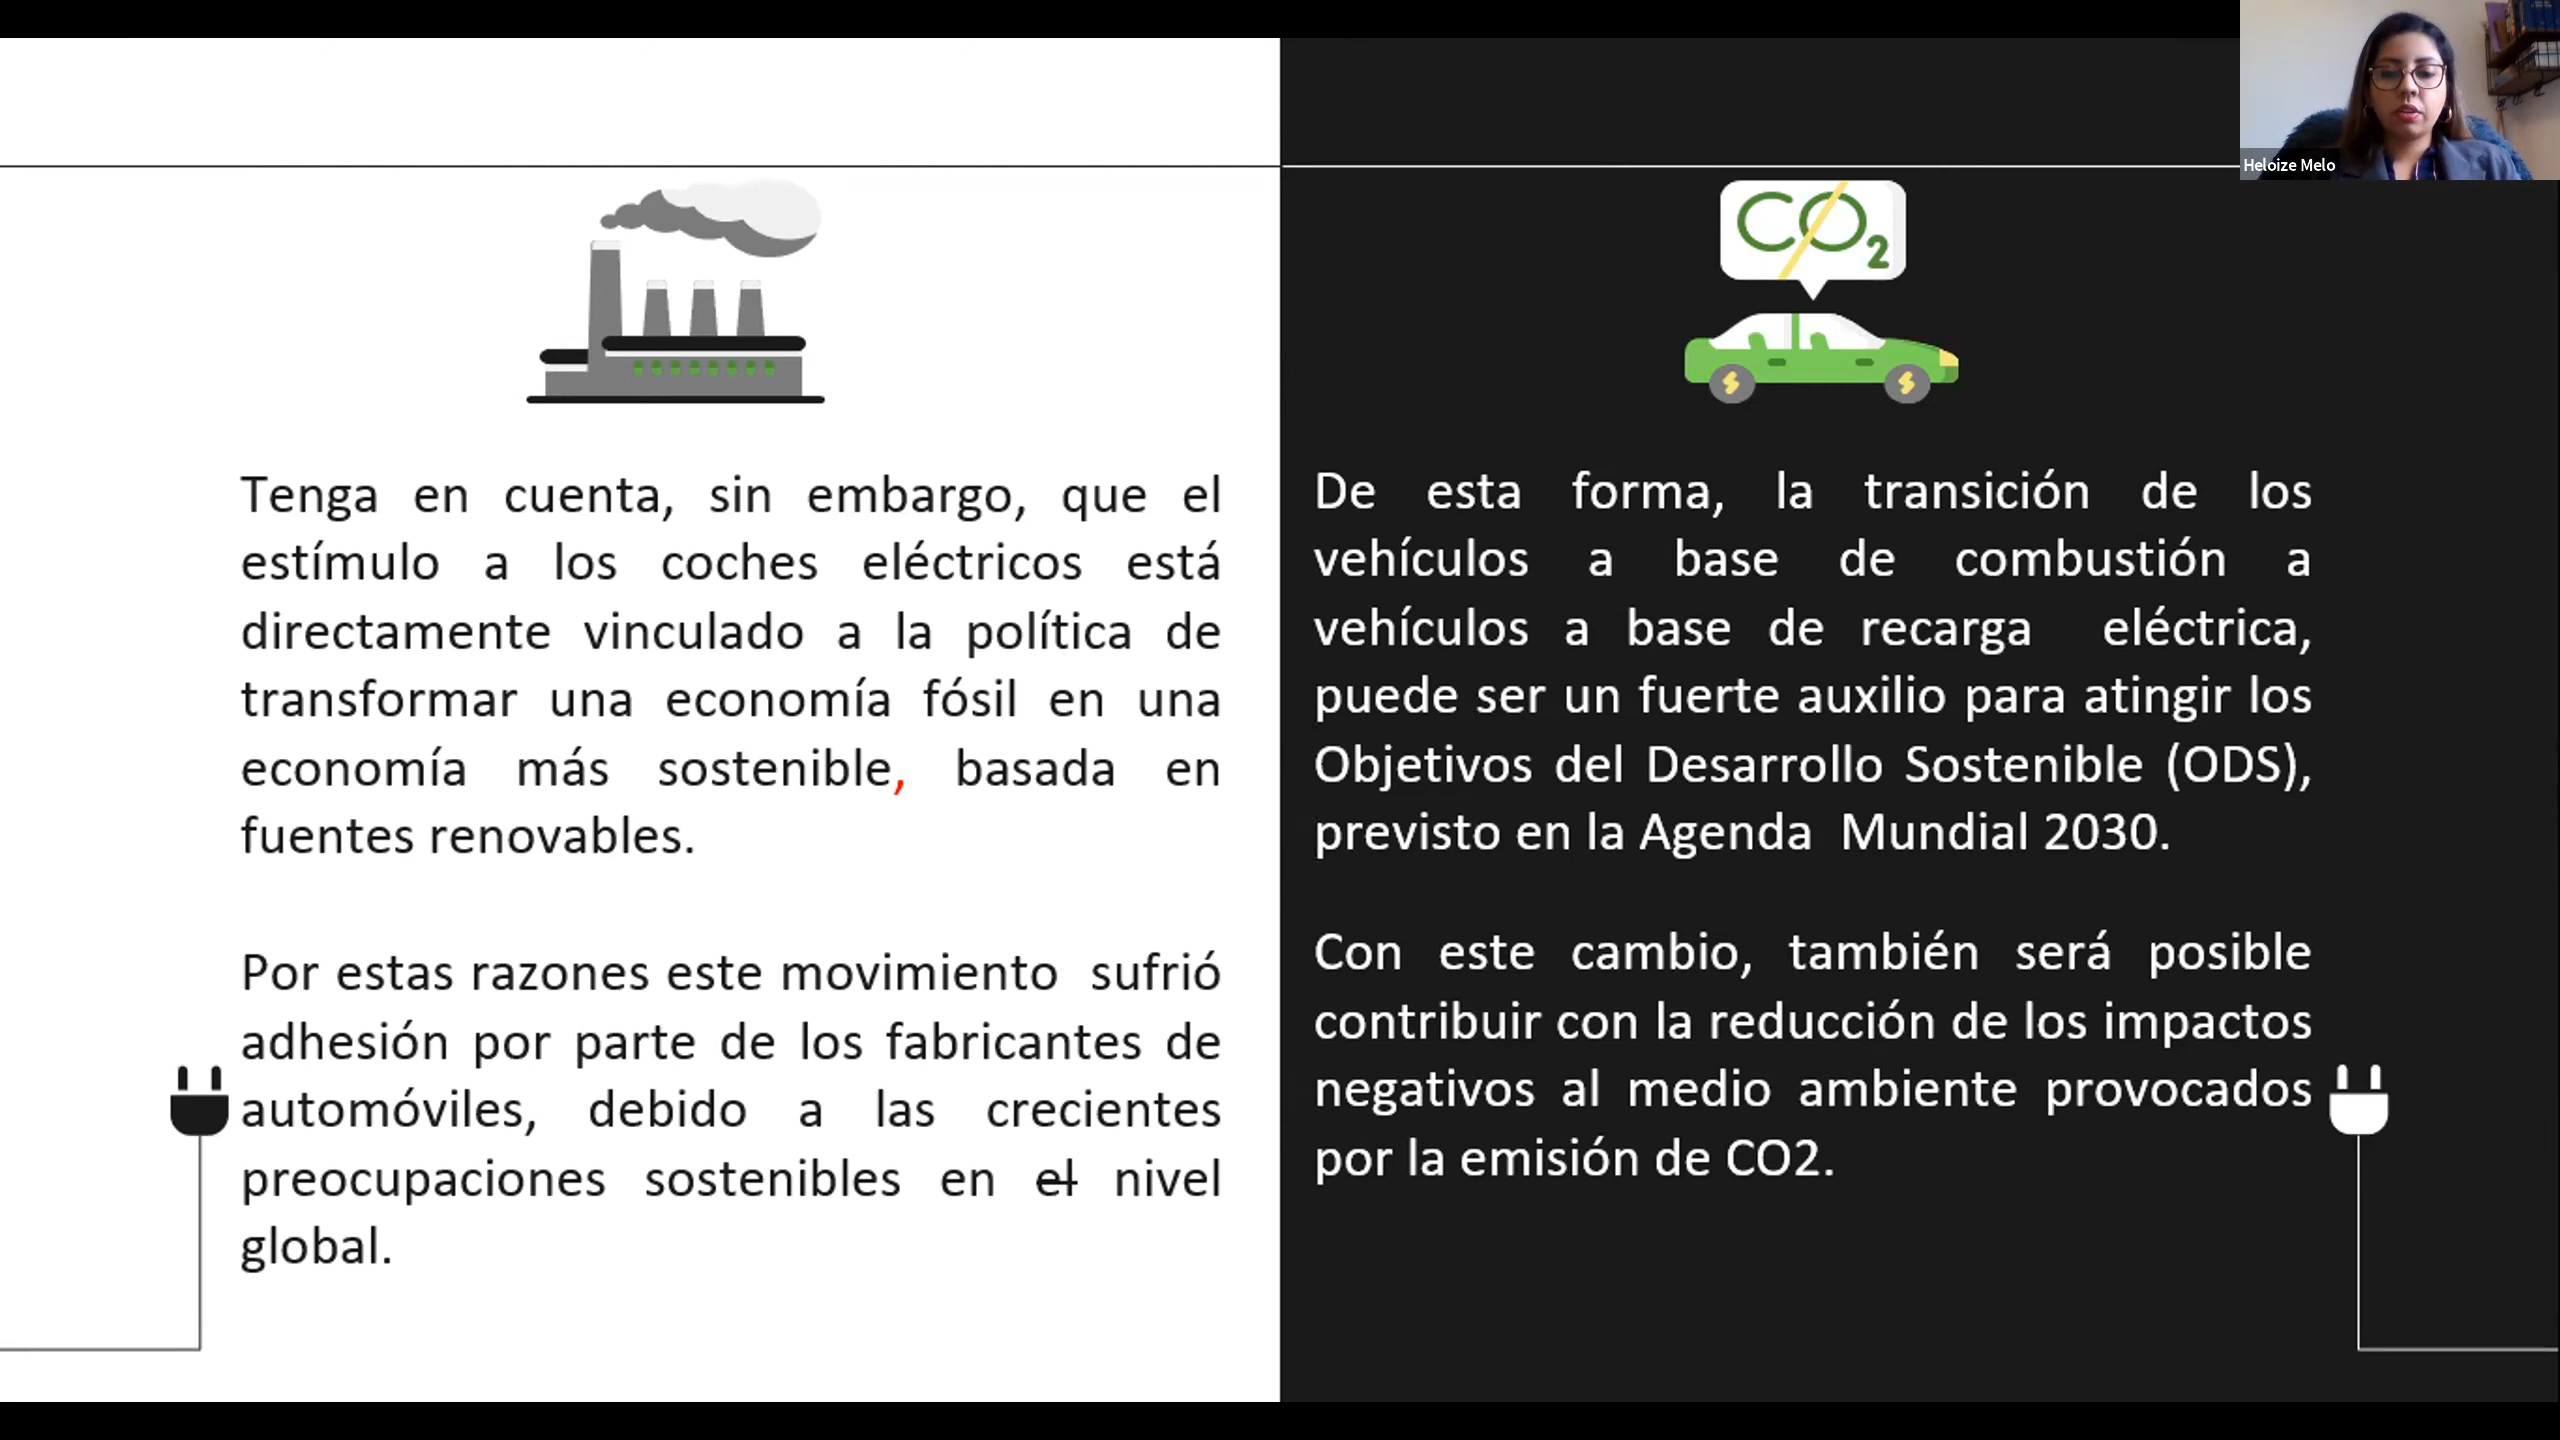 Heloize Melo
CO2
Tenga en cuenta, sin embargo, que el
estímulo a los coches eléctricos está
directamente vinculado a la política de
transformar una economía fósil en una
economía más sostenible, basada en
fuentes renovables.
Por estas razones este movimiento sufrió
adhesión por parte de los fabricantes de
automóviles, debido a las crecientes
preocupaciones sostenibles en el nivel
global.
De esta forma, la transición de los
vehículos a base de combustión a
vehículos a base de recarga eléctrica,
puede ser un fuerte auxilio para atingir los
Objetivos del Desarrollo Sostenible (ODS),
previsto en la Agenda Mundial 2030.
Con este cambio, también será posible
contribuir con la reducción de los impactos
negativos al medio ambiente provocados
por la emisión de CO2.